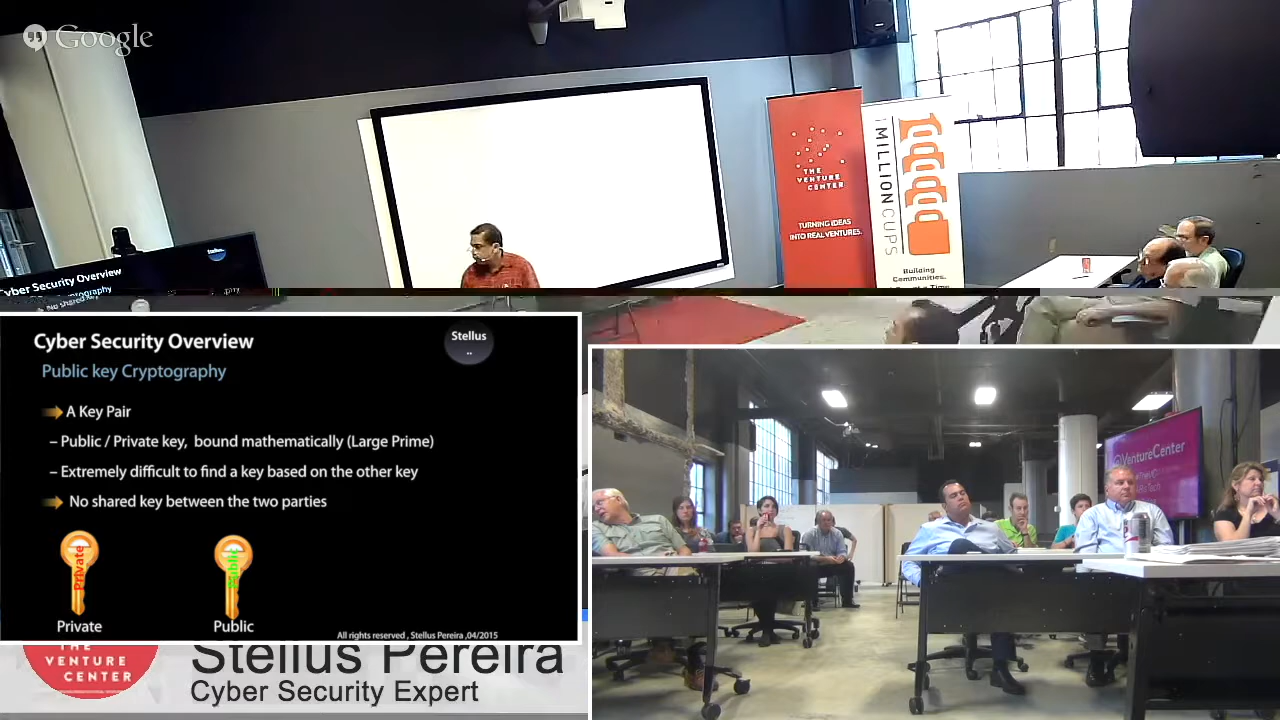 Google
THE
VENTURE
CENTER
TURNING IDEAS
INTO REAL VENTURES.
1MILLIONCUPS
Building
Communities.
Cyber Security Overview
Stellus
Cyber Security Overview
Stellus
Public key Cryptography
A Key Pair
– Public / Private key, bound mathematically (Large Prime)
– Extremely difficult to find a key based on the other key
No shared key between the two parties
Private
Public
Private
Public
All rights reserved , Stellus Pereira ,04/2015
@VentureCenter
THE
VENTURE
CENTER
Stellus Pereira
Cyber Security Expert